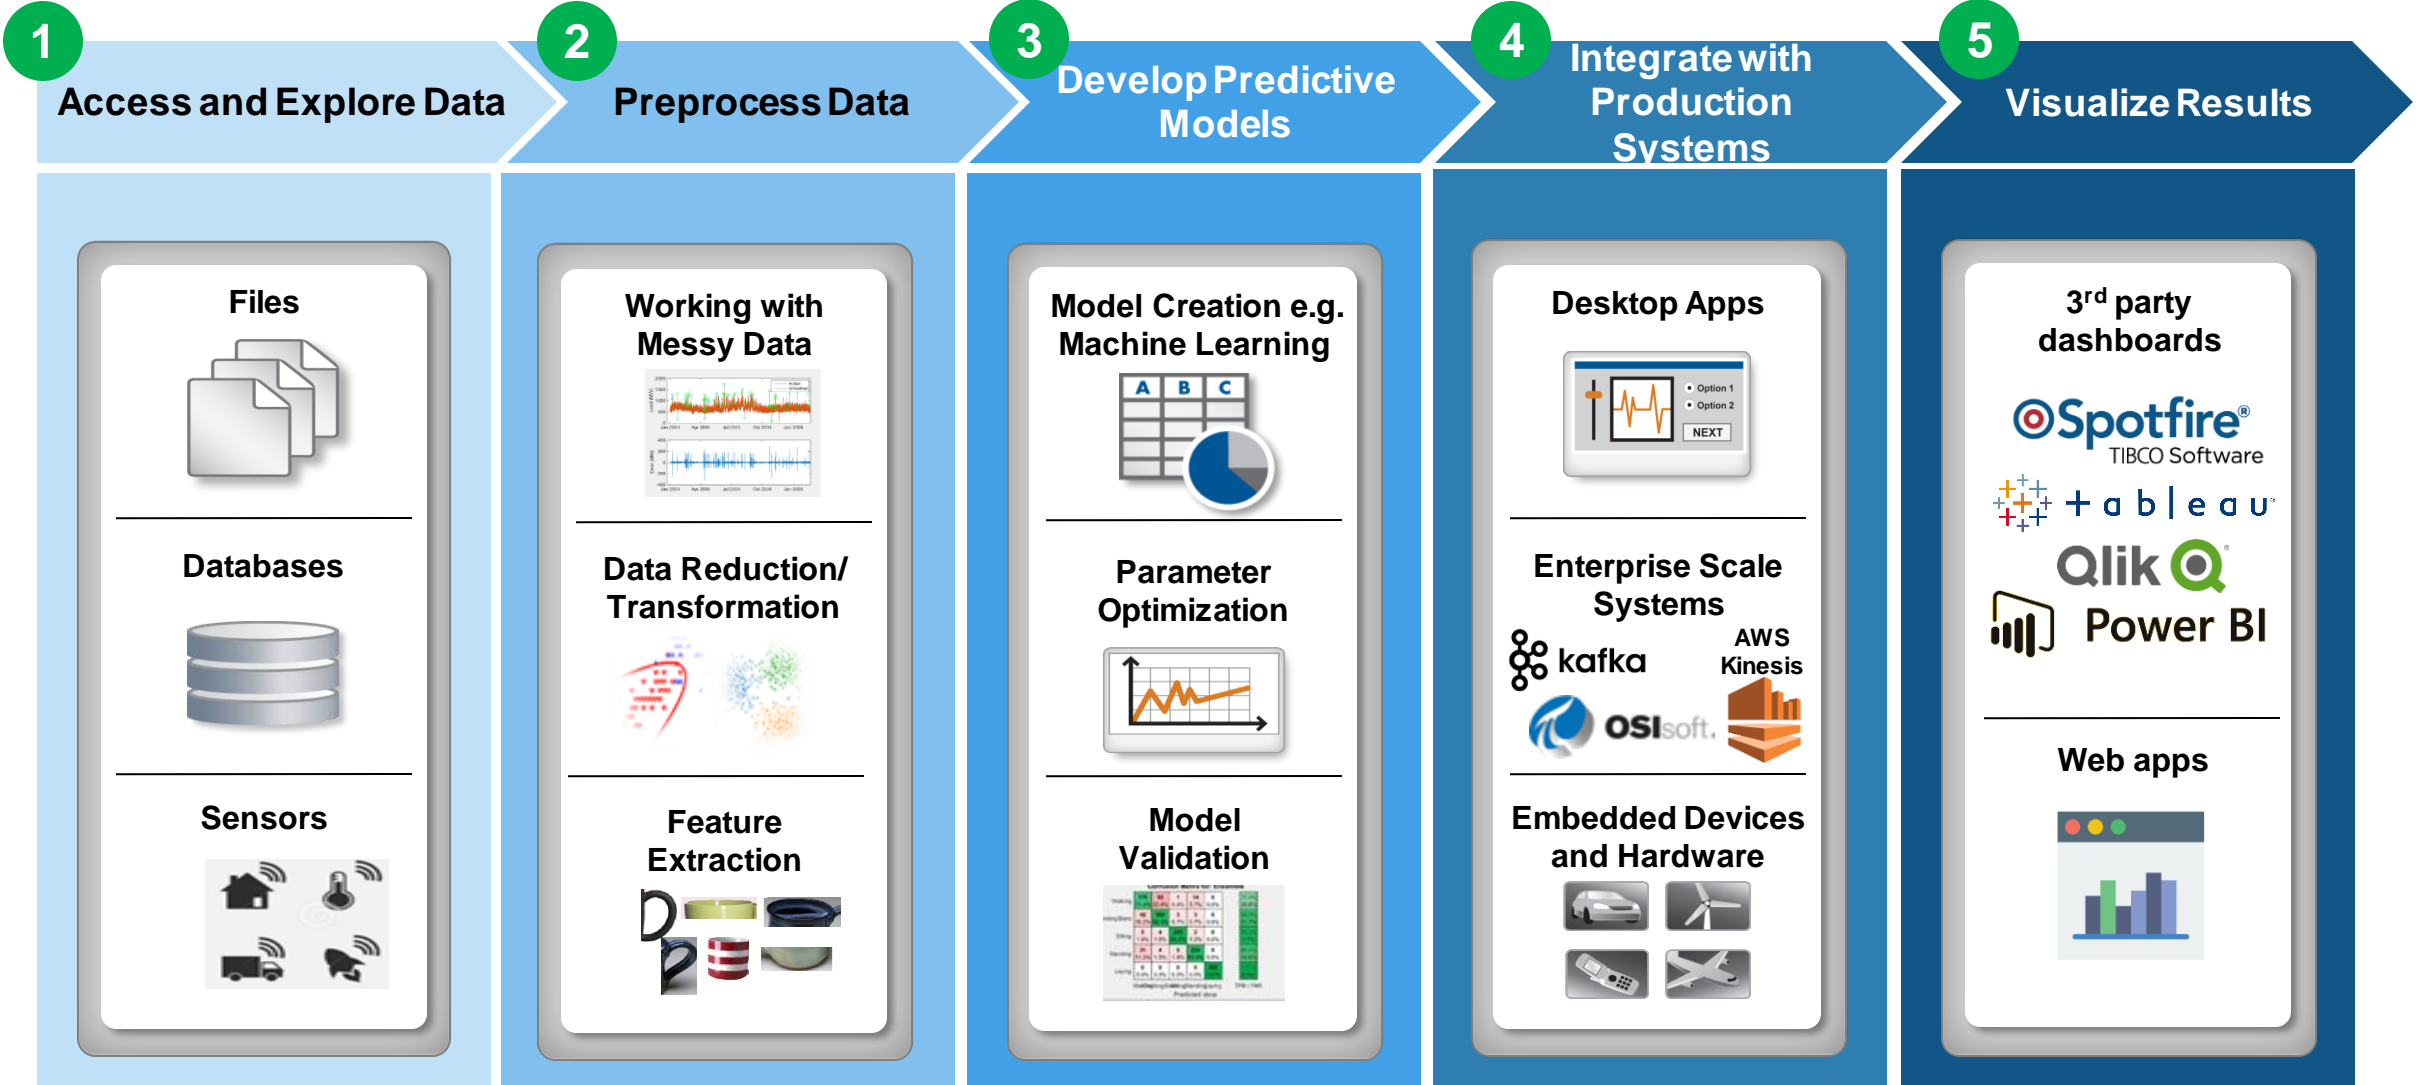 1
Access and Explore Data
2
Preprocess Data
3
Develop Predictive
Models
4
Integrate with
Production
Systems
5
Visualize Results
Files
Databases
Sensors
Working with
Messy Data
Data Reduction/
Transformation
Feature
Extraction
Model Creation e.g.
Machine Learning
A B C
Parameter
Optimization
Model
Validation
Desktop Apps
Option 1
Option 2
NEXT
Enterprise Scale
Systems
kafka
AWS
Kinesis
OSIsoft.
Embedded Devices
and Hardware
3rd party
dashboards
Spotfire®
TIBCO Software
+ableau
Qlik
Power BI
Web apps